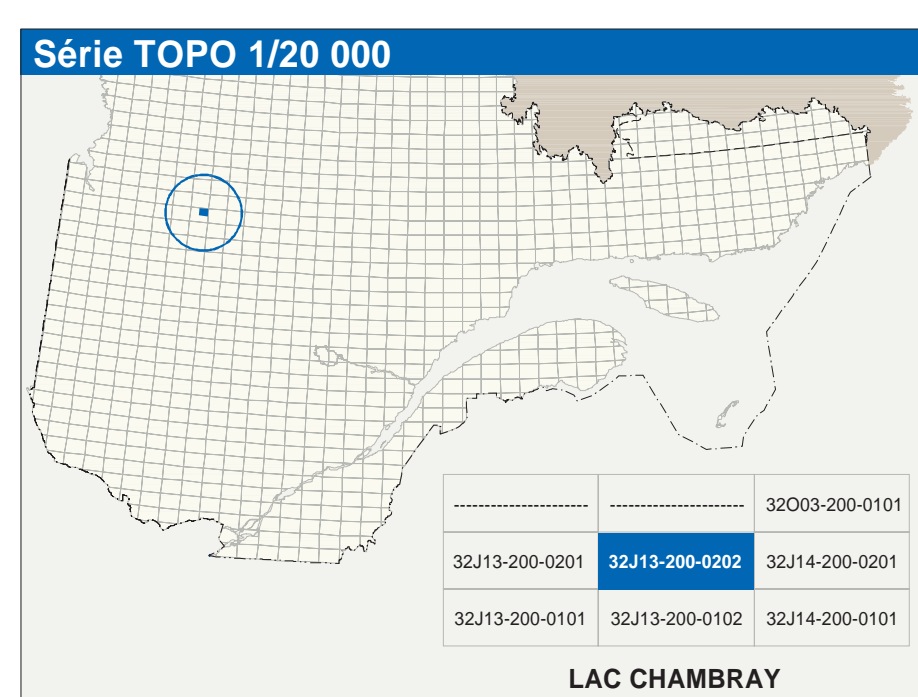 Série TOPO 1/20 000
---------------------- ---------------------- 32O03-200-0101
32J13-200-0201 32J13-200-0202 32J14-200-0201
32J13-200-0101 32J13-200-0102 32J14-200-0101
LAC CHAMBRAY